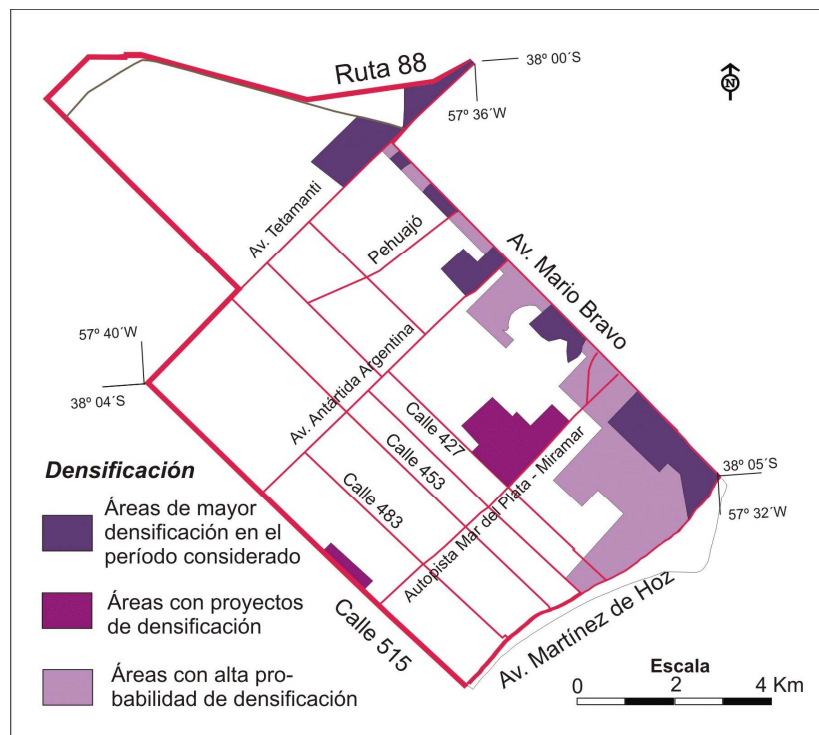 Ruta 88
38º 00´S
N
57º 36´W
Av. Tetamanti
Pehuajó
Av. Mario Bravo
57º 40´W
38º 04´S
Av. Antártida Argentina
Calle 427
Calle 453
Calle 483
Autopista Mar del Plata - Miramar
38º 05´S
57º 32´W
Densificación
Áreas de mayor
densificación en el
período considerado
Áreas con proyectos
de densificación
Áreas con alta pro-
babilidad de densificación
Calle 515
Av. Martínez de Hoz
Escala
0 2 4 Km